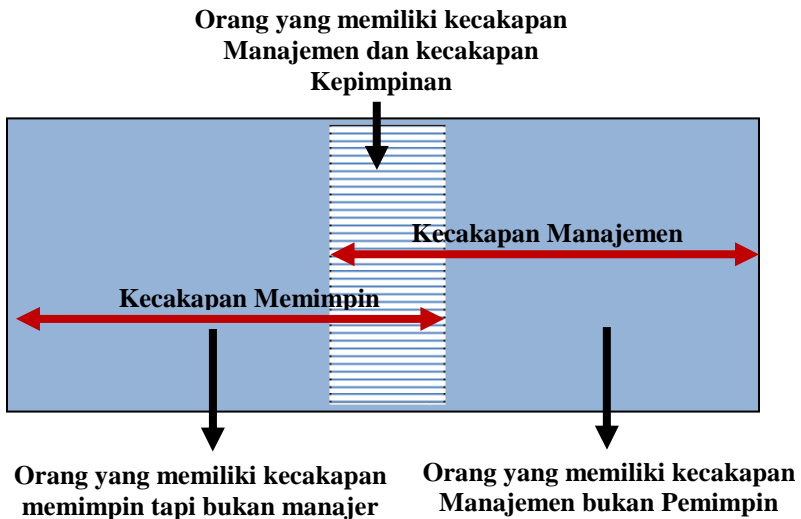 Orang yang memiliki kecakapan
Manajemen dan kecakapan
Kepimpinan
Kecakapan Manajemen
Kecakapan Memimpin
Orang yang memiliki kecakapan
memimpin tapi bukan manajer
Orang yang memiliki kecakapan
Manajemen bukan Pemimpin